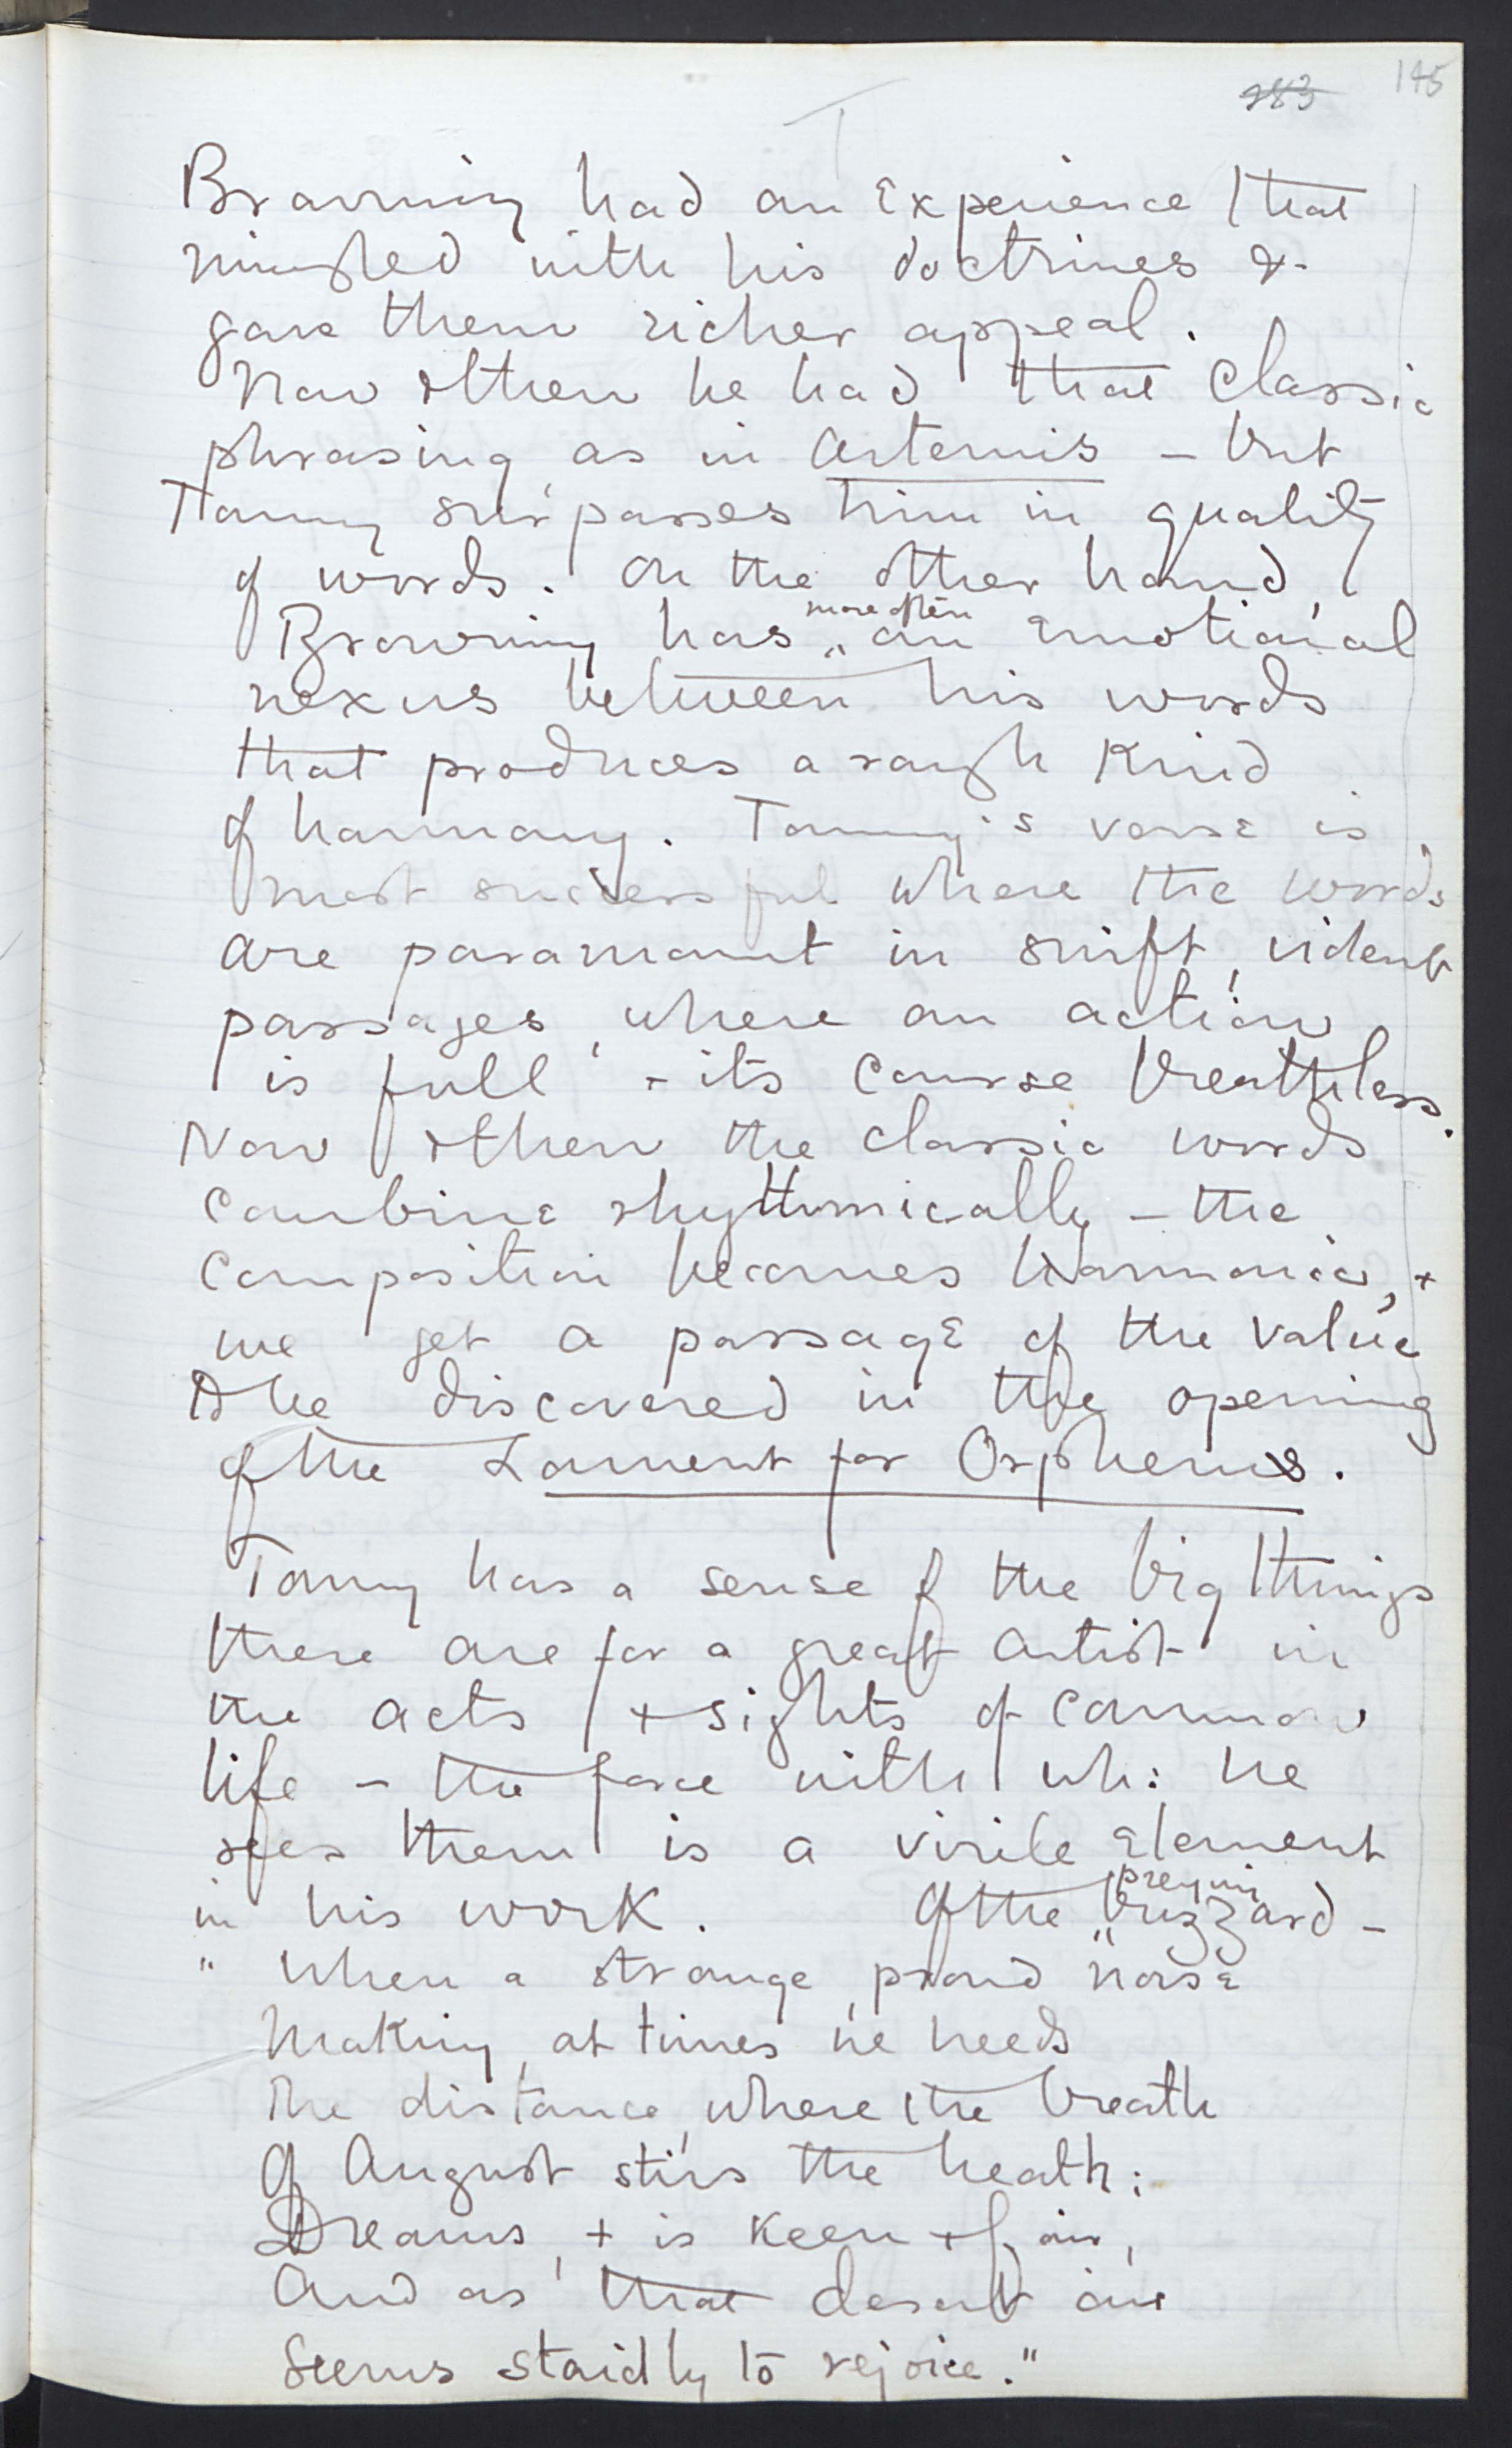 283 145
Browning had an experience that
mingled with his doctrines &
gave them richer appeal.
Now & then he had that classic
phrasing as in Artemis – but
Tommy surpasses him in quality
of words. On the other hand,
more often
Browning has " an emotional
nexus between his words
that produces a rough kind
of harmony. Tommy's verse is
most successful where the words
are paramount in swift, violent
passages, where an action
is full + its course breathless.
Now & then the classic words
combine rhythmically – the
composition becomes harmonic, +
we get a passage of the value
she discovered in the opening
of the Lament for Orpheus.
Tommy has a sense of the big things
there are for a great artist in
the acts + sights of common
life – the force with wh: he
sees them is a virile element
preying
in his work. Of the " buzzard –
" When a strange, proud noise
Making, at times he heeds
The distance, where the breath
Of August stirs the heath;
Dreams, + is keen + fair,
And as that desert air
Seems staidly to rejoice."